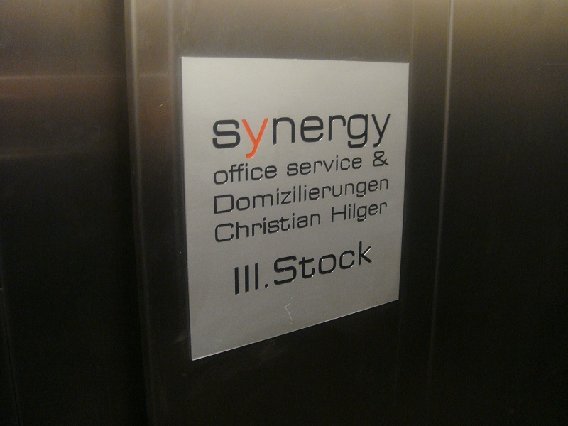 synergy
office service &
Domizilierungen
Christian Hilger
III.Stock